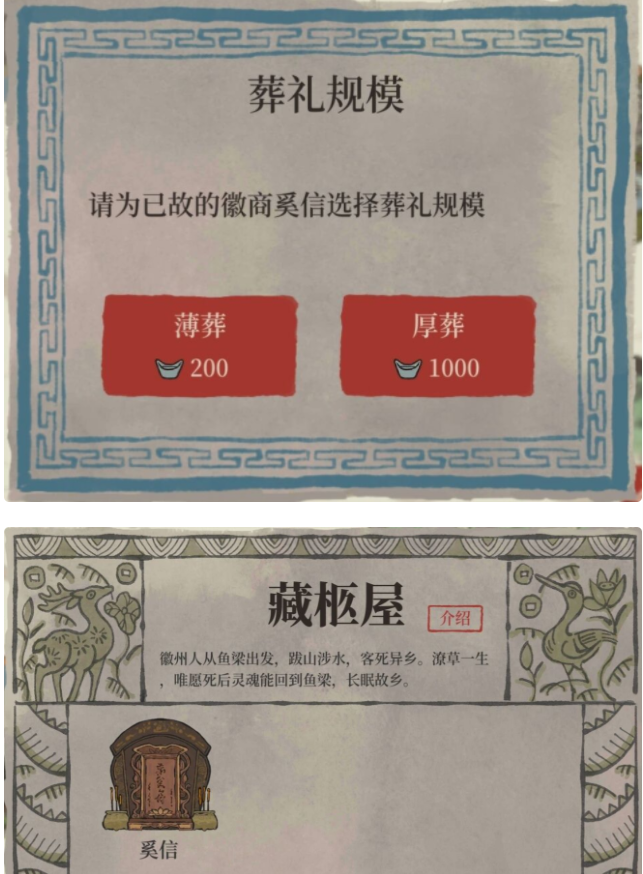 葬礼规模
请为已故的徽商奚信选择葬礼规模
薄葬
厚葬
200
1000
藏柩屋
介绍
徽州人从鱼梁出发，跋山涉水，客死异乡。潦草一生
，唯愿死后灵魂能回到鱼梁，长眠故乡。
奚信